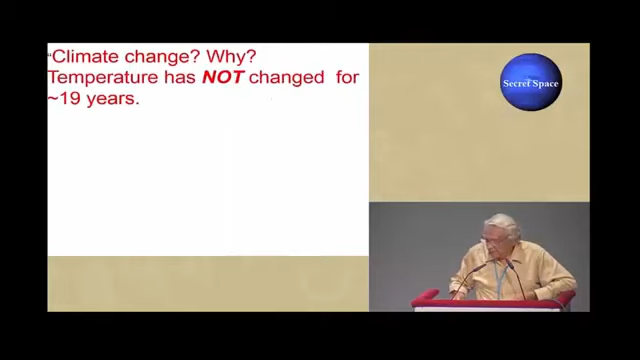 "Climate change? Why?
Temperature has NOT changed for
~19 years.
Secret Space